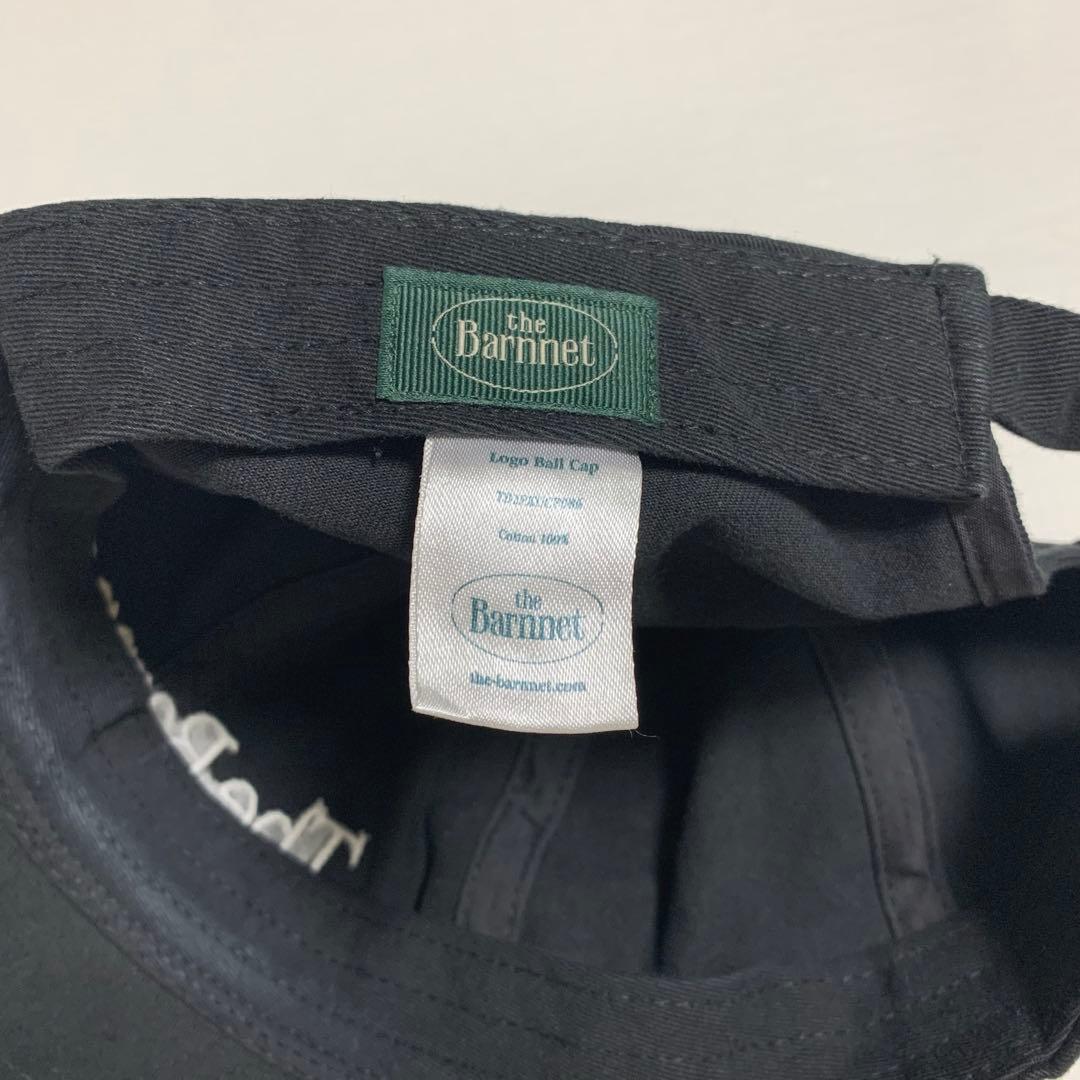 the
Barnnet
Logo Ball Cap
Cotton 100%
the
Barnnet
the-barnnet.com